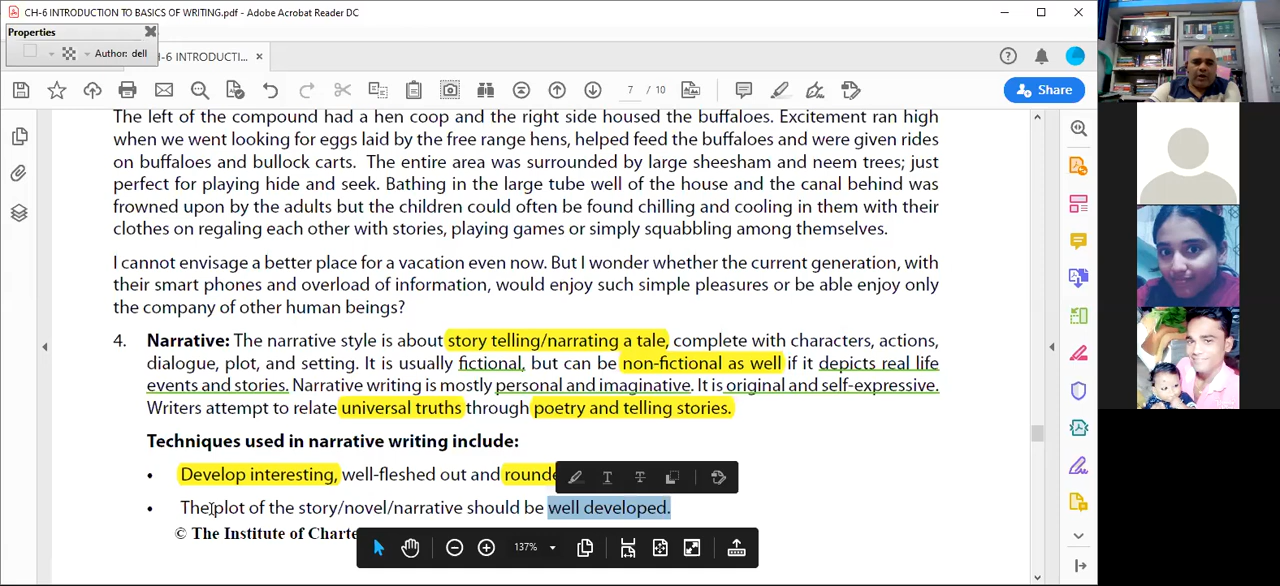 CH-6 INTRODUCTION TO BASICS OF WRITING.pdf - Adobe Acrobat Reader DC
Properties
Author: dell
H-6 INTRODUCTI...
7 / 10
Share
The left of the compound had a hen coop and the right side housed the buffaloes. Excitement ran high
when we went looking for eggs laid by the free range hens, helped feed the buffaloes and were given rides
on buffaloes and bullock carts. The entire area was surrounded by large sheesham and neem trees; just
perfect for playing hide and seek. Bathing in the large tube well of the house and the canal behind was
frowned upon by the adults but the children could often be found chilling and cooling in them with their
clothes on regaling each other with stories, playing games or simply squabbling among themselves.
I cannot envisage a better place for a vacation even now. But I wonder whether the current generation, with
their smart phones and overload of information, would enjoy such simple pleasures or be able enjoy only
the company of other human beings?
4. Narrative: The narrative style is about story telling/narrating a tale, complete with characters, actions,
dialogue, plot, and setting. It is usually fictional, but can be non-fictional as well if it depicts real life
events and stories. Narrative writing is mostly personal and imaginative. It is original and self-expressive.
Writers attempt to relate universal truths through poetry and telling stories.
Techniques used in narrative writing include:
• Develop interesting, well-fleshed out and rounde
• The plot of the story/novel/narrative should be well developed.
© The Institute of Charte
137%